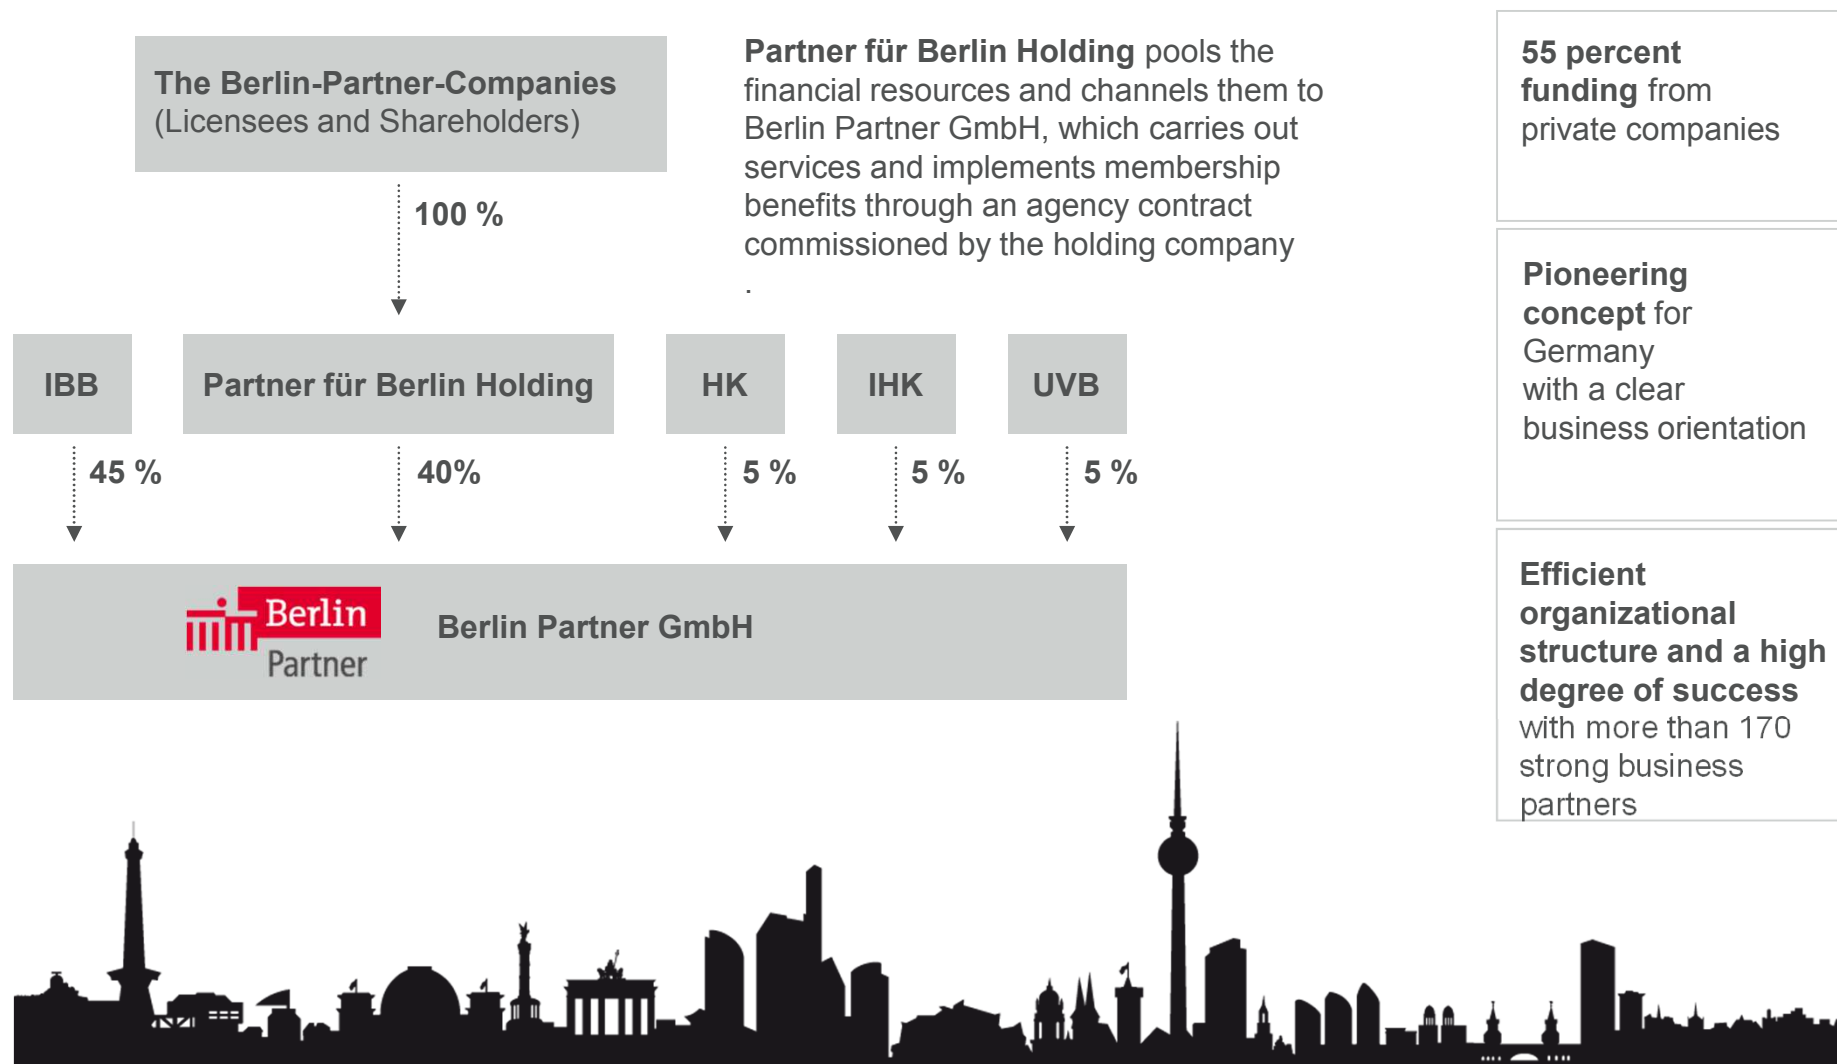 The Berlin-Partner-Companies
(Licensees and Shareholders)
100 %
Partner für Berlin Holding pools the
financial resources and channels them to
Berlin Partner GmbH, which carries out
services and implements membership
benefits through an agency contract
commissioned by the holding company
.
IBB
Partner für Berlin Holding
HK
IHK
UVB
45 %
40%
5 %
5 %
5 %
Berlin
Partner
Berlin Partner GmbH
55 percent
funding from
private companies
Pioneering
concept for
Germany
with a clear
business orientation
Efficient
organizational
structure and a high
degree of success
with more than 170
strong business
partners